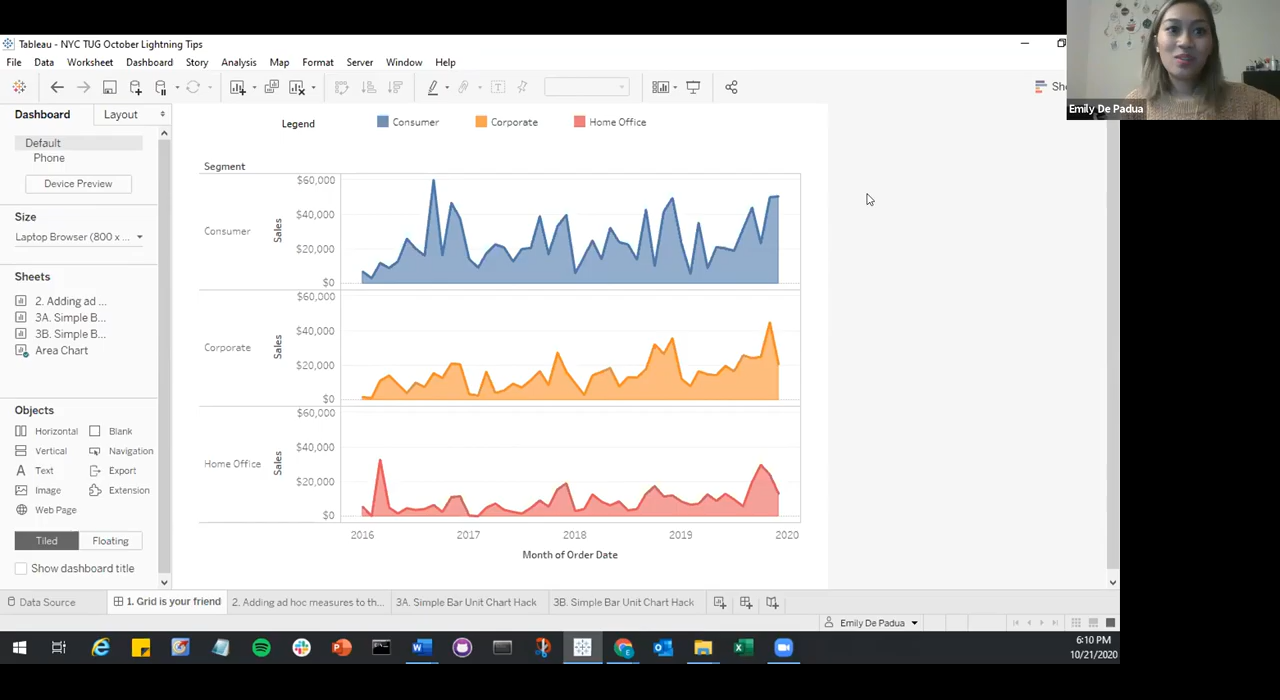 Tableau - NYC TUG October Lightning Tips
File Data Worksheet Dashboard Story Analysis Map Format Server Window Help
Emily De Padua
Dashboard Layout
Default
Phone
Device Preview
Size
Laptop Browser (800 x ...
Sheets
2. Adding ad ...
3A. Simple B...
3B. Simple B...
Area Chart
Objects
Horizontal Blank
Vertical Navigation
Text Export
Image Extension
Web Page
Tiled Floating
Show dashboard title
Legend Consumer Corporate Home Office
Segment
Consumer
Sales
$60,000
$40,000
$20,000
$0
Corporate
Sales
$60,000
$40,000
$20,000
$0
Home Office
Sales
$60,000
$40,000
$20,000
$0
2016 2017 2018 2019 2020
Month of Order Date
Data Source 1. Grid is your friend 2. Adding ad hoc measures to th... 3A. Simple Bar Unit Chart Hack 3B. Simple Bar Unit Chart Hack
Emily De Padua
6:10 PM
10/21/2020